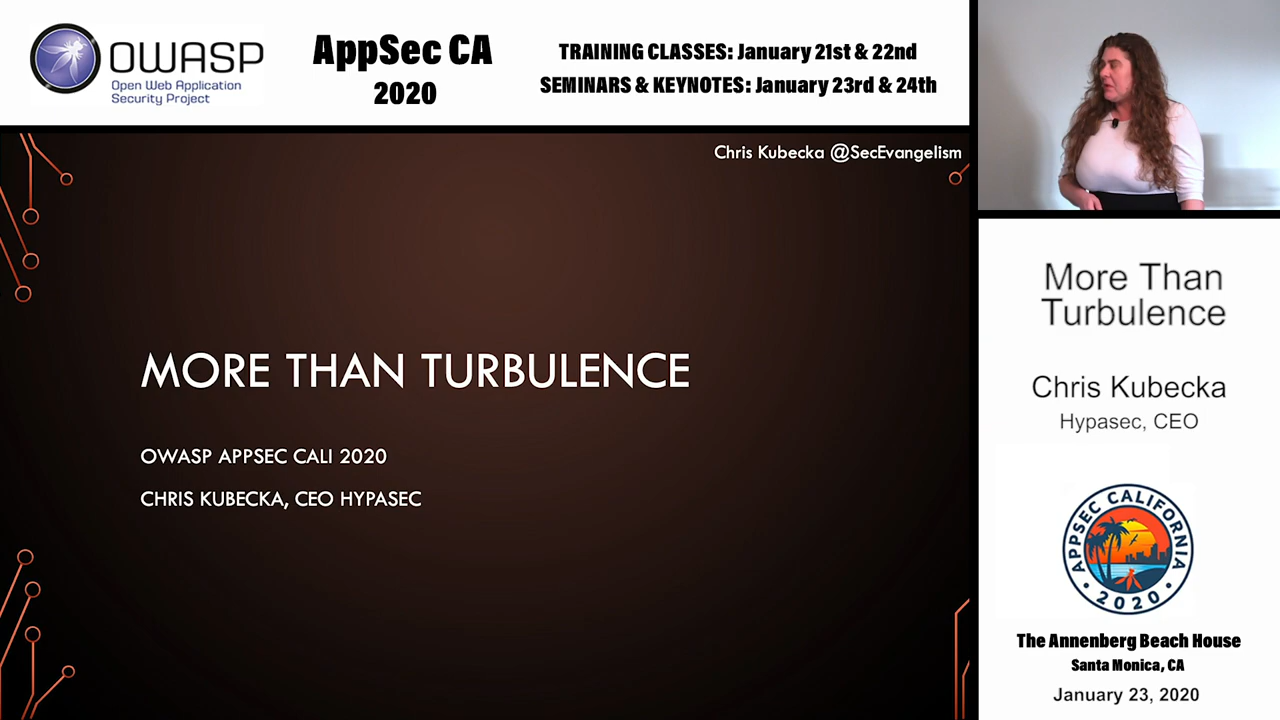 OWASP
Open Web Application
Security Project
AppSec CA
2020
TRAINING CLASSES: January 21st & 22nd
SEMINARS & KEYNOTES: January 23rd & 24th
Chris Kubecka @SecEvangelism
MORE THAN TURBULENCE
OWASP APPSEC CALI 2020
CHRIS KUBECKA, CEO HYPASEC
More Than
Turbulence
Chris Kubecka
Hypasec, CEO
APPSEC CALIFORNIA
• 2020 •
The Annenberg Beach House
Santa Monica, CA
January 23, 2020